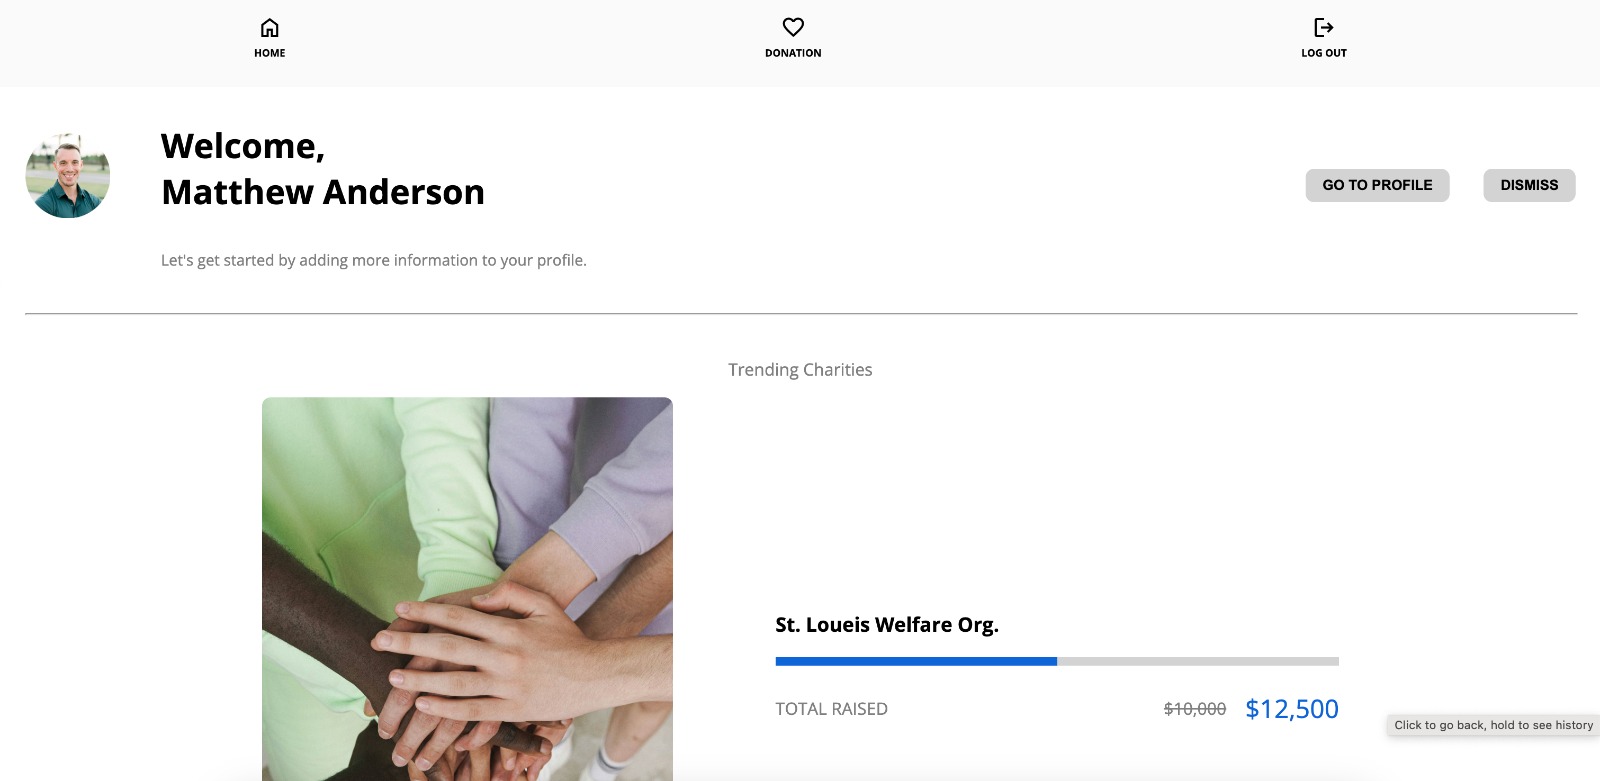 HOME
DONATION
LOG OUT
Welcome,
Matthew Anderson
GO TO PROFILE
DISMISS
Let's get started by adding more information to your profile.
Trending Charities
St. Loueis Welfare Org.
TOTAL RAISED
$10,000 $12,500
Click to go back, hold to see history